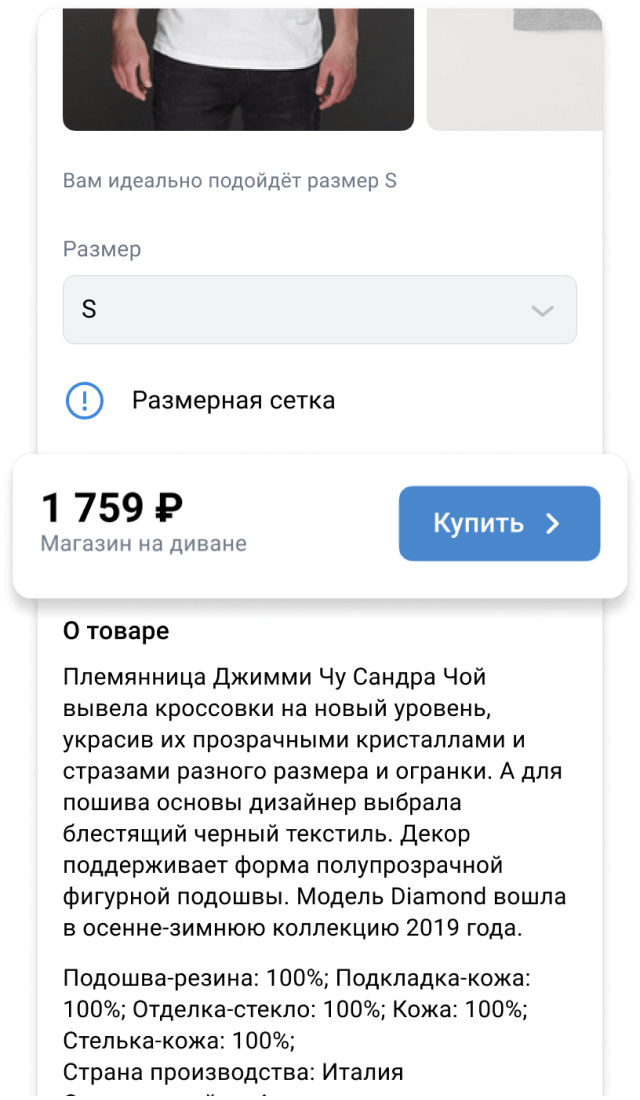 Вам идеально подойдёт размер S
Размер
S
Размерная сетка
1 759 ₽
Магазин на диване
Купить
О товаре
Племянница Джимми Чу Сандра Чой
вывела кроссовки на новый уровень,
украсив их прозрачными кристаллами и
стразами разного размера и огранки. А для
пошива основы дизайнер выбрала
блестящий черный текстиль. Декор
поддерживает форма полупрозрачной
фигурной подошвы. Модель Diamond вошла
в осенне-зимнюю коллекцию 2019 года.
Подошва-резина: 100%; Подкладка-кожа:
100%; Отделка-стекло: 100%; Кожа: 100%;
Стелька-кожа: 100%;
Страна производства: Италия